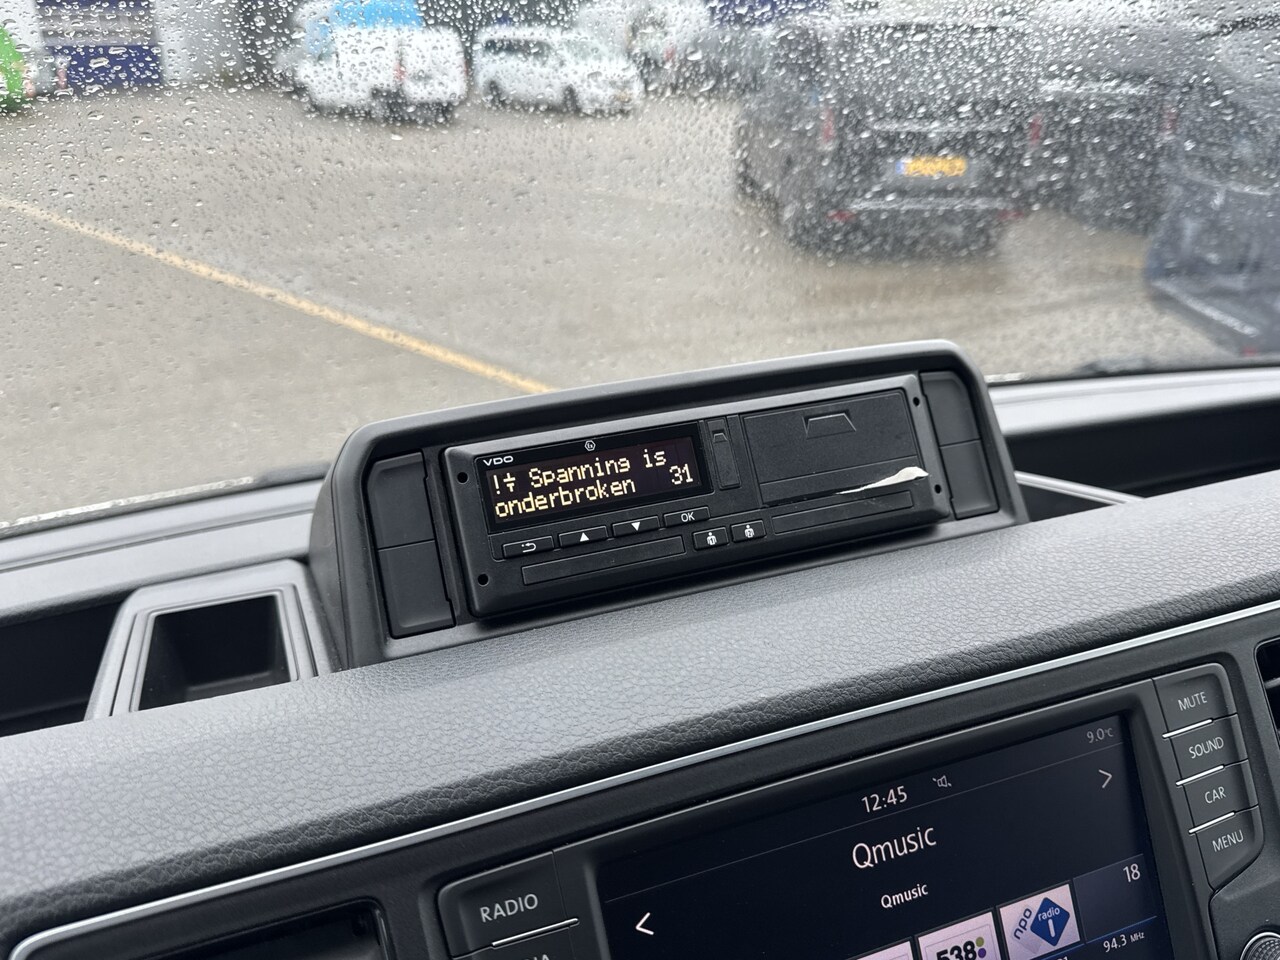 VDO
!
Spanning is
onderbroken 31
OK
MUTE
SOUND
CAR
MENU
RADIO
12:45
9.0°C
Qmusic
Qmusic
538
npo
radio
1
18
94.3 MHz